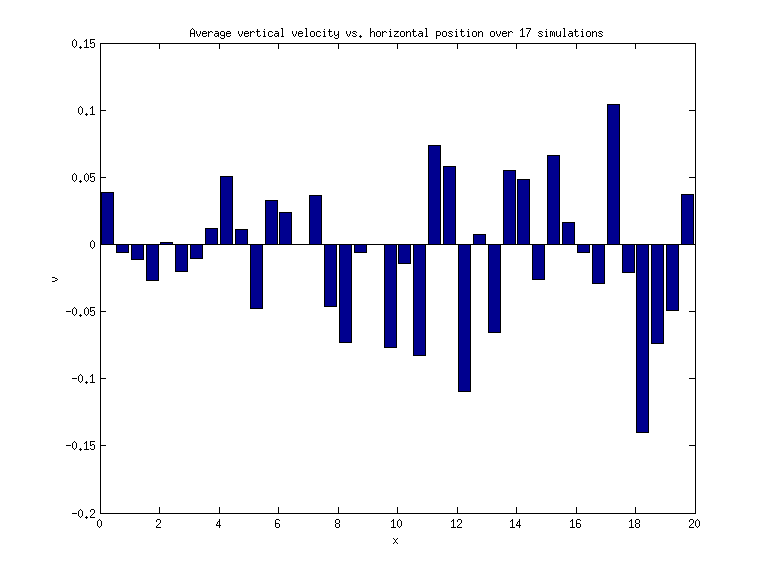 Average vertical velocity vs. horizontal position over 17 simulations
0.15
0.1
0.05
0
-0.05
-0.1
-0.15
-0.2
v
0 2 4 6 8 10 12 14 16 18 20
x